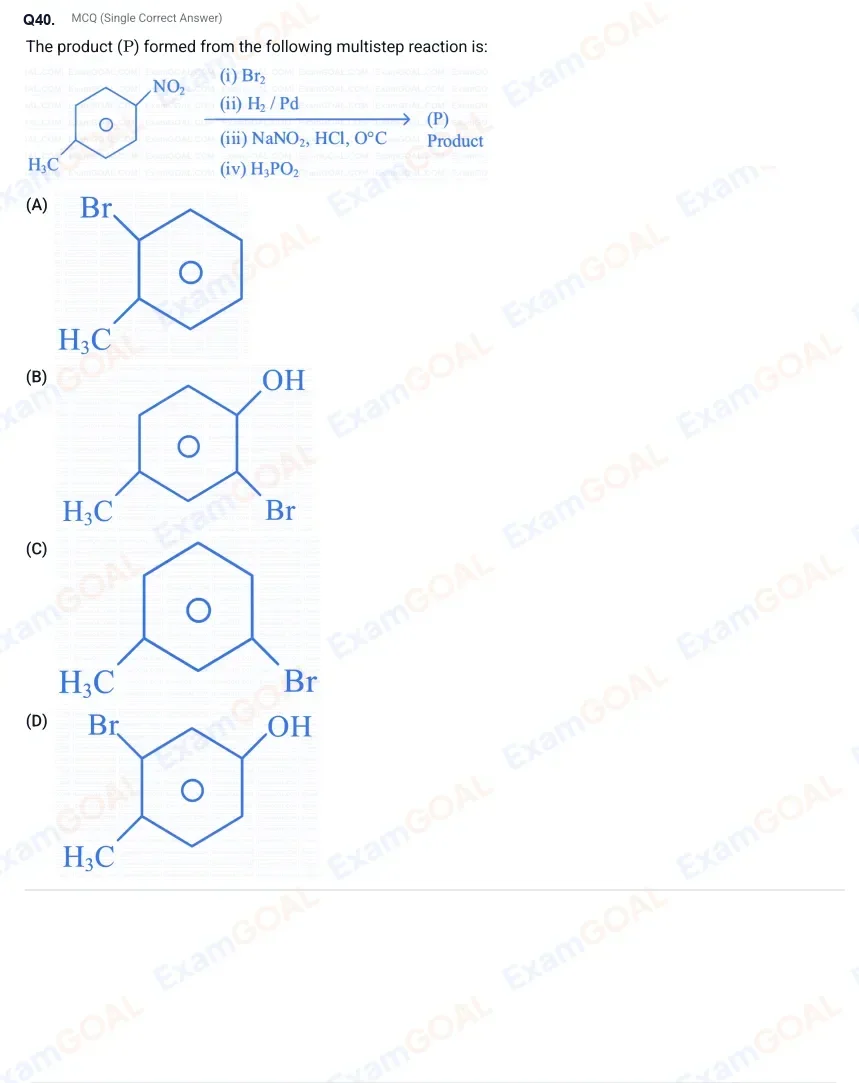 Q40. MCQ (Single Correct Answer)
The product (P) formed from the following multistep reaction is:
NO₂
H₃C
(i) Br₂
(ii) H₂ / Pd
(iii) NaNO₂, HCl, O°C
(iv) H₃PO₂
(P)
Product
(A)
Br
H₃C
(B)
OH
H₃C
Br
(C)
H₃C
Br
(D)
Br
OH
H₃C
ExamGOAL